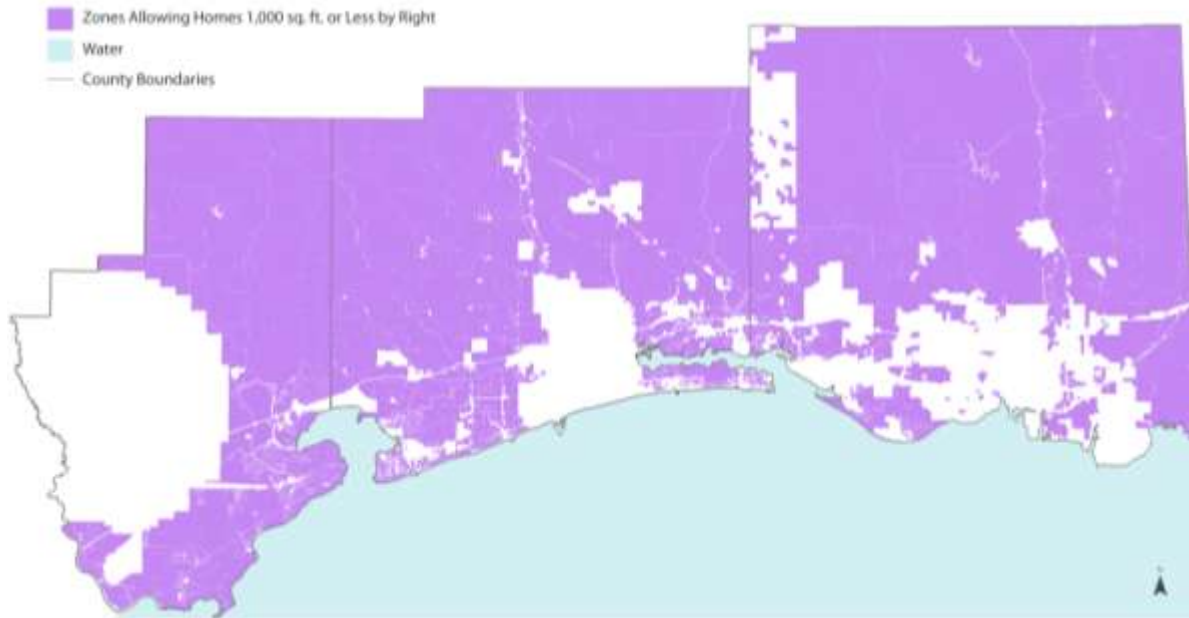 Zones Allowing Homes 1,000 sq. ft. or Less by Right
Water
County Boundaries